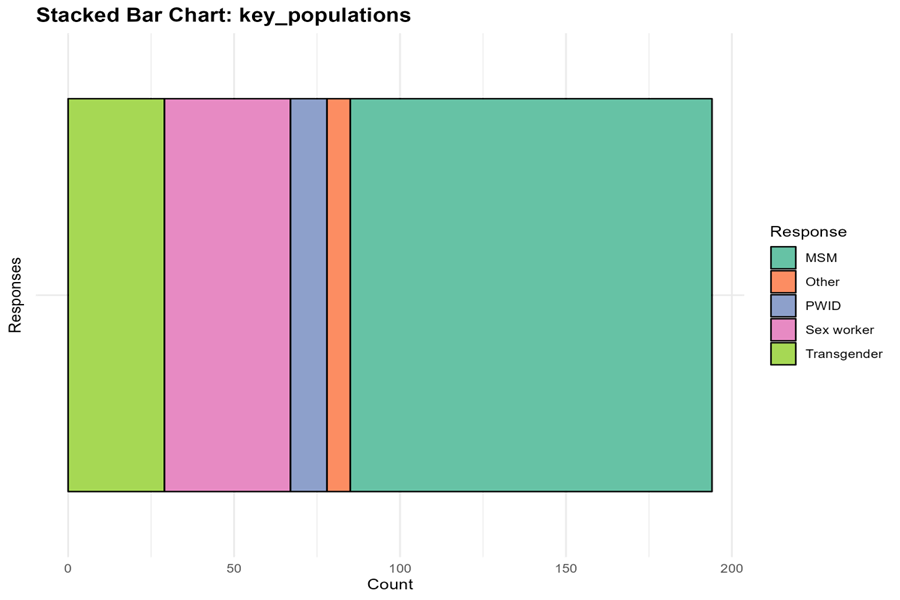 Stacked Bar Chart: key_populations
Responses
0 50 100 150 200
Count
Response
MSM
Other
PWID
Sex worker
Transgender